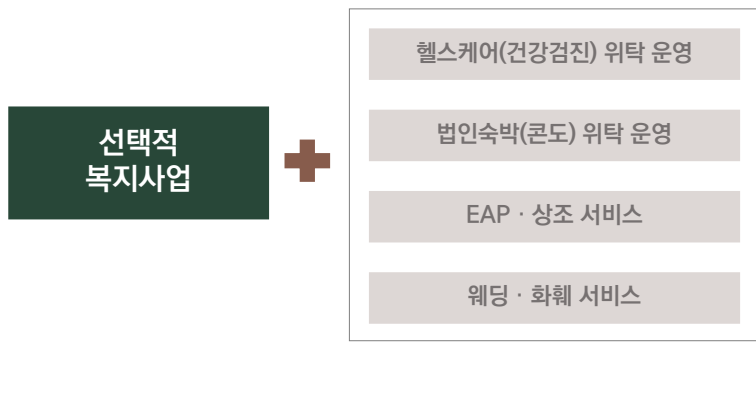 선택적
복지사업
헬스케어(건강검진) 위탁 운영
법인숙박(콘도) 위탁 운영
EAP · 상조 서비스
웨딩 · 화훼 서비스